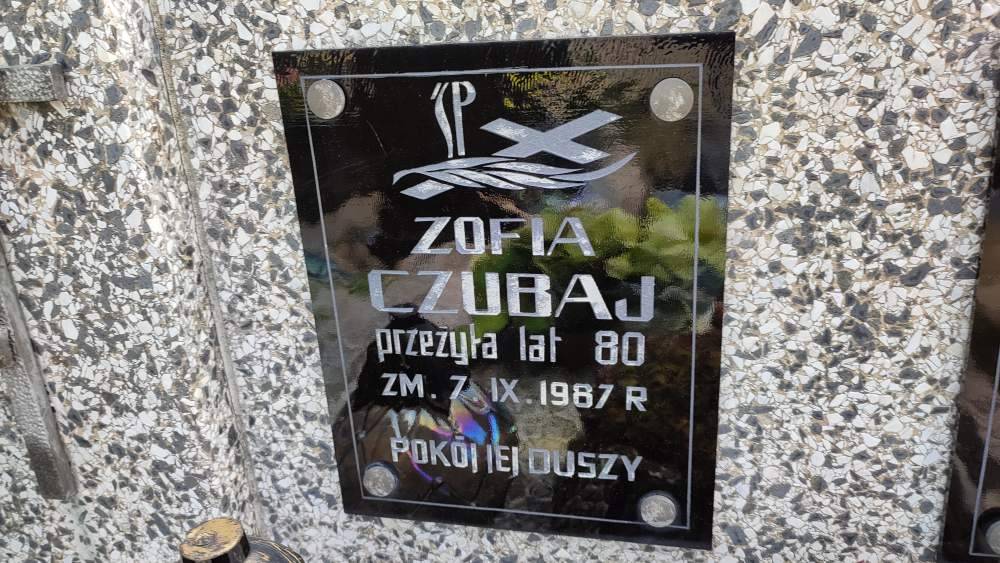 ŚP
ZOFIA
CZUBAJ
przeżyła lat 80
ZM. 7. IX. 1987 R
POKÓJ JEJ DUSZY